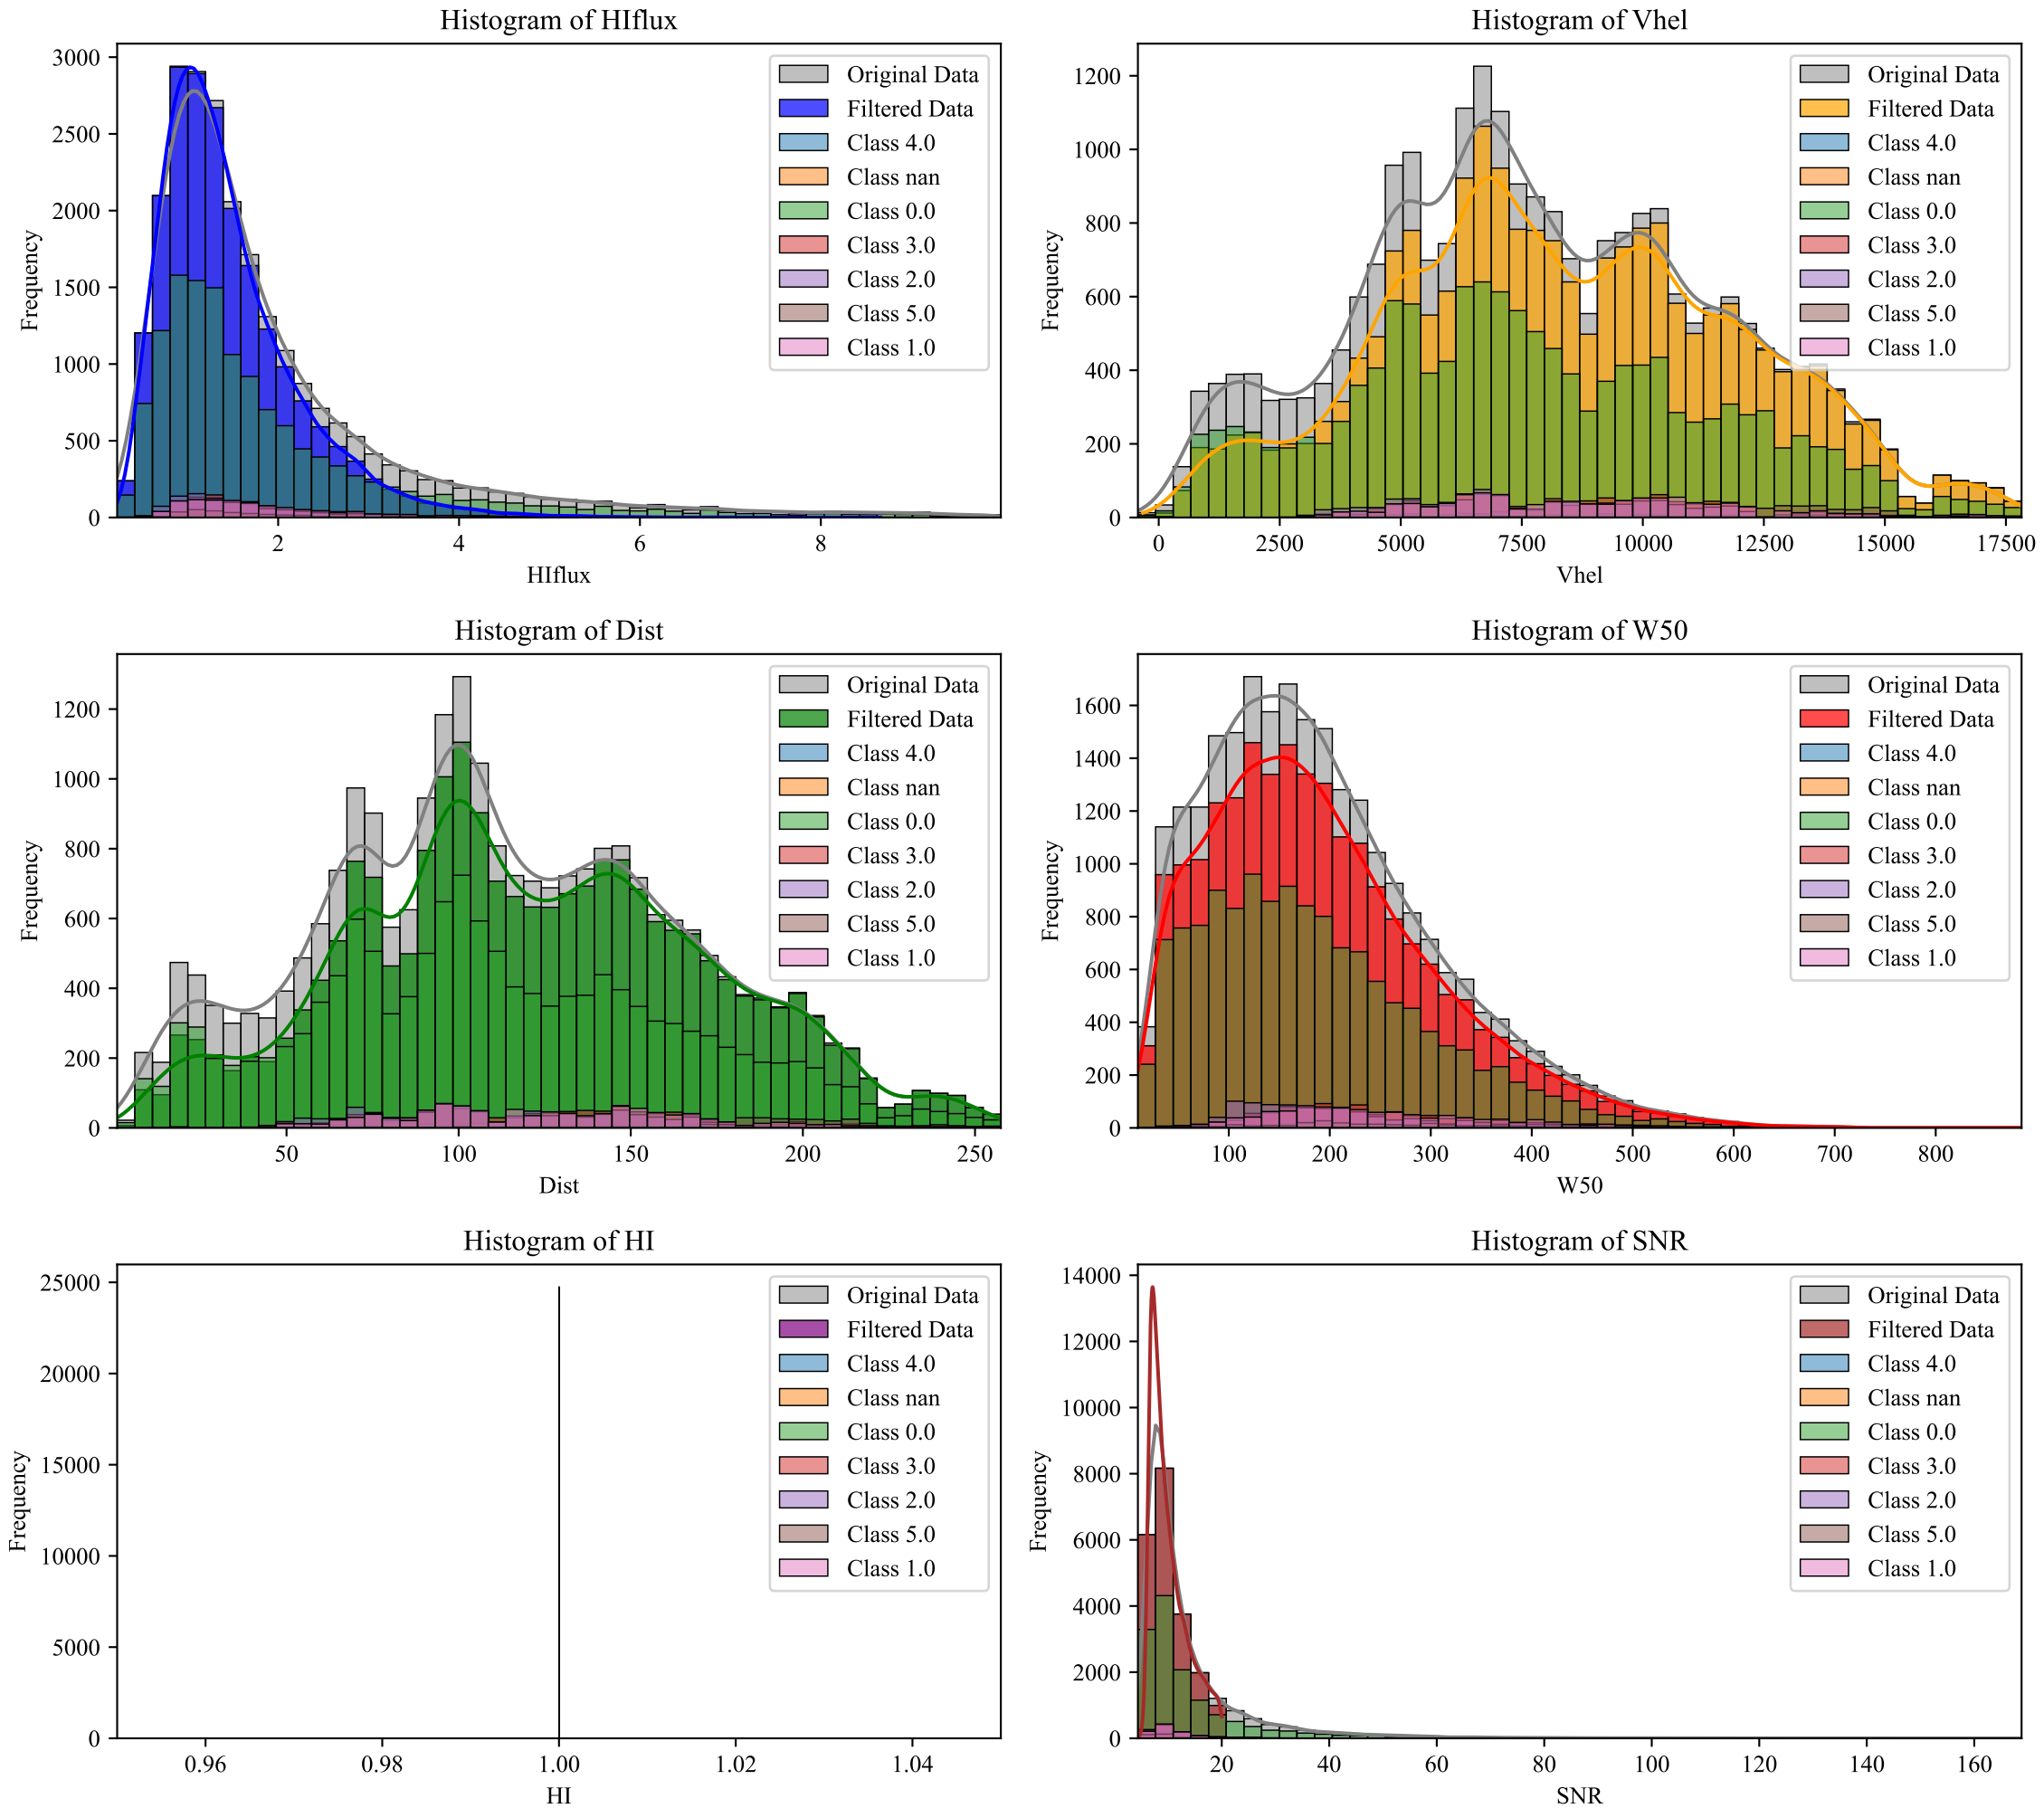 Histogram of HIflux
3000
2500
2000
1500
1000
500
0
2 4 6 8
Frequency
HIflux
Original Data
Filtered Data
Class 4.0
Class nan
Class 0.0
Class 3.0
Class 2.0
Class 5.0
Class 1.0
Histogram of Vhel
1200
1000
800
600
400
200
0
0 2500 5000 7500 10000 12500 15000 17500
Frequency
Vhel
Original Data
Filtered Data
Class 4.0
Class nan
Class 0.0
Class 3.0
Class 2.0
Class 5.0
Class 1.0
Histogram of Dist
1200
1000
800
600
400
200
0
50 100 150 200 250
Frequency
Dist
Original Data
Filtered Data
Class 4.0
Class nan
Class 0.0
Class 3.0
Class 2.0
Class 5.0
Class 1.0
Histogram of W50
1600
1400
1200
1000
800
600
400
200
0
100 200 300 400 500 600 700 800
Frequency
W50
Original Data
Filtered Data
Class 4.0
Class nan
Class 0.0
Class 3.0
Class 2.0
Class 5.0
Class 1.0
Histogram of HI
25000
20000
15000
10000
5000
0
0.96 0.98 1.00 1.02 1.04
Frequency
HI
Original Data
Filtered Data
Class 4.0
Class nan
Class 0.0
Class 3.0
Class 2.0
Class 5.0
Class 1.0
Histogram of SNR
14000
12000
10000
8000
6000
4000
2000
0
20 40 60 80 100 120 140 160
Frequency
SNR
Original Data
Filtered Data
Class 4.0
Class nan
Class 0.0
Class 3.0
Class 2.0
Class 5.0
Class 1.0